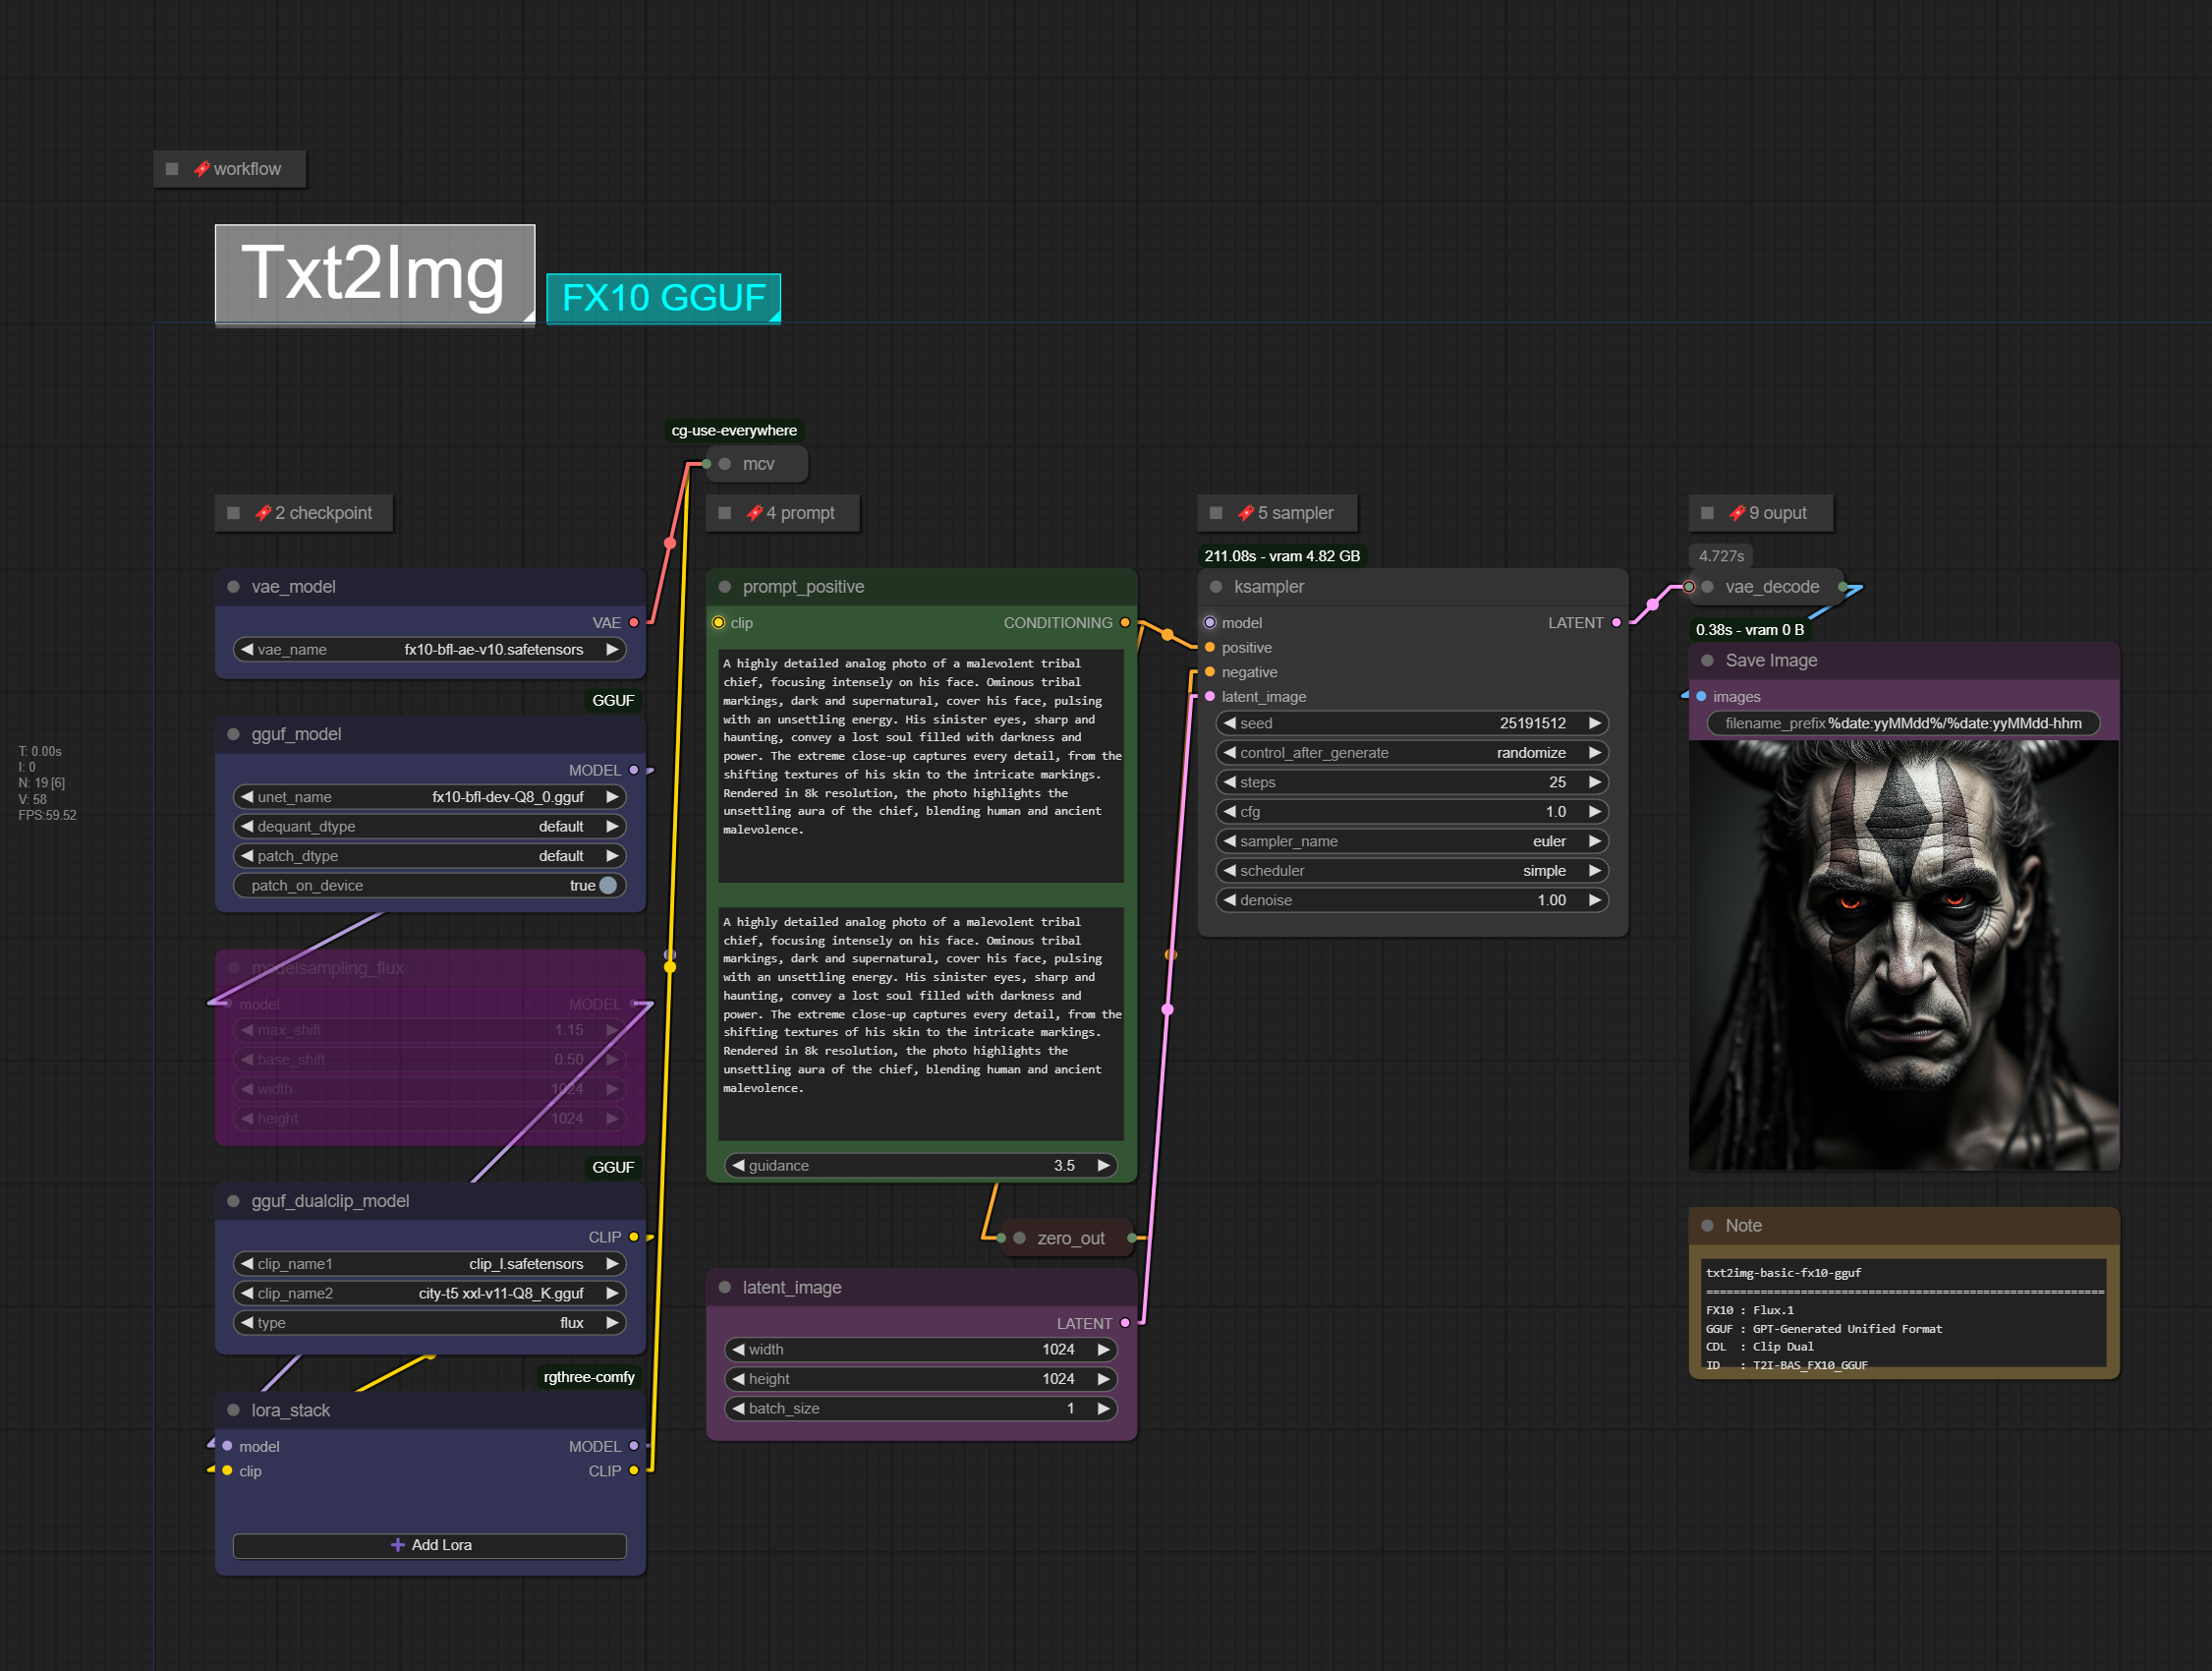 workflow
Txt2Img
FX10 GGUF
cg-use-everywhere
mcv
2 checkpoint
4 prompt
5 sampler
9 ouput
vae_model
VAE
vae_name fx10-bfl-ae-v10.safetensors
GGUF
gguf_model
MODEL
unet_name fx10-bfl-dev-Q8_0.gguf
dequant_dtype default
patch_dtype default
patch_on_device true
T: 0.00s
I: 0
N: 19 [6]
V: 58
FPS:59.52
modelsampling_flux
model MODEL
max_shift 1.15
base_shift 0.50
width 1024
height 1024
GGUF
gguf_dualclip_model
CLIP
clip_name1 clip_l.safetensors
clip_name2 city-t5 xxl-v11-Q8_K.gguf
type flux
rgthree-comfy
lora_stack
model MODEL
clip CLIP
Add Lora
prompt_positive
clip CONDITIONING
A highly detailed analog photo of a malevolent tribal
chief, focusing intensely on his face. Ominous tribal
markings, dark and supernatural, cover his face, pulsing
with an unsettling energy. His sinister eyes, sharp and
haunting, convey a lost soul filled with darkness and
power. The extreme close-up captures every detail, from the
shifting textures of his skin to the intricate markings.
Rendered in 8k resolution, the photo highlights the
unsettling aura of the chief, blending human and ancient
malevolence.
A highly detailed analog photo of a malevolent tribal
chief, focusing intensely on his face. Ominous tribal
markings, dark and supernatural, cover his face, pulsing
with an unsettling energy. His sinister eyes, sharp and
haunting, convey a lost soul filled with darkness and
power. The extreme close-up captures every detail, from the
shifting textures of his skin to the intricate markings.
Rendered in 8k resolution, the photo highlights the
unsettling aura of the chief, blending human and ancient
malevolence.
guidance 3.5
zero_out
latent_image
LATENT
width 1024
height 1024
batch_size 1
211.08s - vram 4.82 GB
ksampler
model LATENT
positive
negative
latent_image
seed 25191512
control_after_generate randomize
steps 25
cfg 1.0
sampler_name euler
scheduler simple
denoise 1.00
4.727s
vae_decode
0.38s - vram 0 B
Save Image
images
filename_prefix %date:yyMMdd%/%date:yyMMdd-hhm
Note
txt2img-basic-fx10-gguf
=============================================================
FX10 : Flux.1
GGUF : GPT-Generated Unified Format
CDL : Clip Dual
ID : T2I-BAS_FX10_GGUF